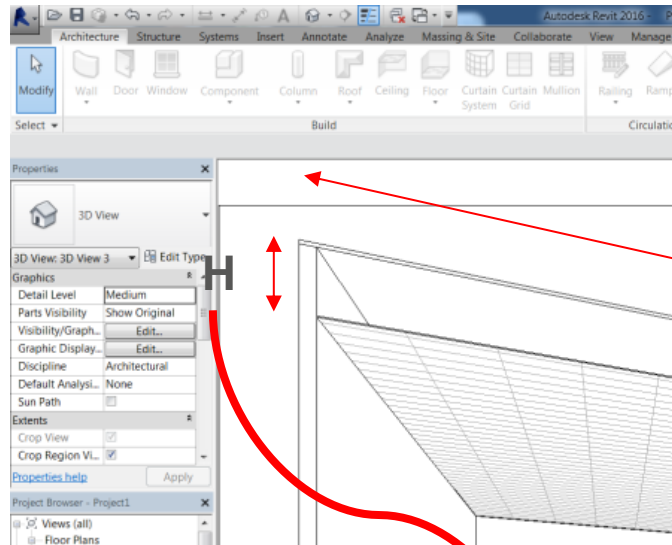 Autodesk Revit 2016 - P
Architecture Structure Systems Insert Annotate Analyze Massing & Site Collaborate View Manage
Modify Wall Door Window Component Column Roof Ceiling Floor Curtain System Curtain Grid Mullion Railing Ramp
Select Build Circulatio
Properties
3D View
3D View: 3D View 3 Edit Type
H
Graphics
Detail Level Medium
Parts Visibility Show Original
Visibility/Graph... Edit...
Graphic Display... Edit...
Discipline Architectural
Default Analysi... None
Sun Path
Extents
Crop View
Crop Region Vi...
Properties help Apply
Project Browser - Project1
Views (all)
Floor Plans